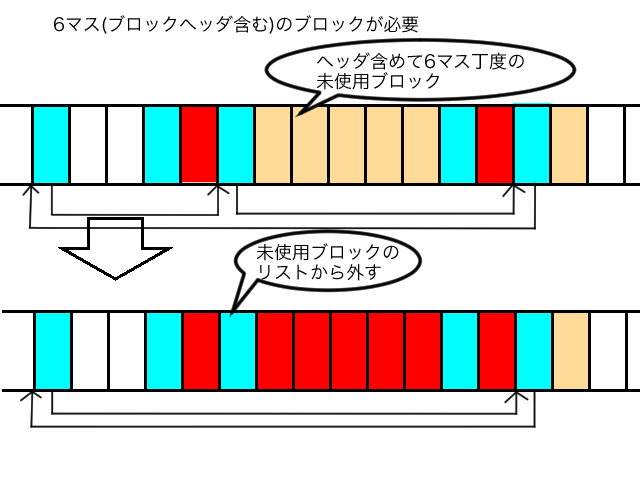 6マス(ブロックヘッダ含む)のブロックが必要
ヘッダ含めて6マス丁度の
未使用ブロック
未使用ブロックの
リストから外す